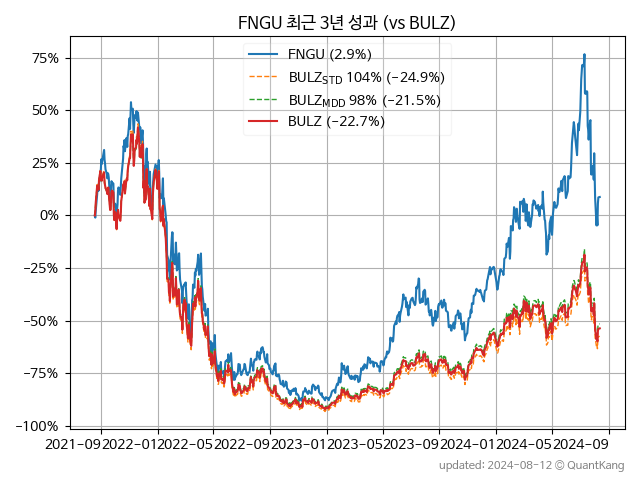 FNGU 최근 3년 성과 (vs BULZ)
FNGU (2.9%)
BULZSTD 104% (−24.9%)
BULZMDD 98% (−21.5%)
BULZ (−22.7%)
75%
50%
25%
0%
−25%
−50%
−75%
−100%
2021−09 2022−01 2022−05 2022−09 2023−01 2023−05 2023−09 2024−01 2024−05 2024−09
updated: 2024-08-12 © QuantKang